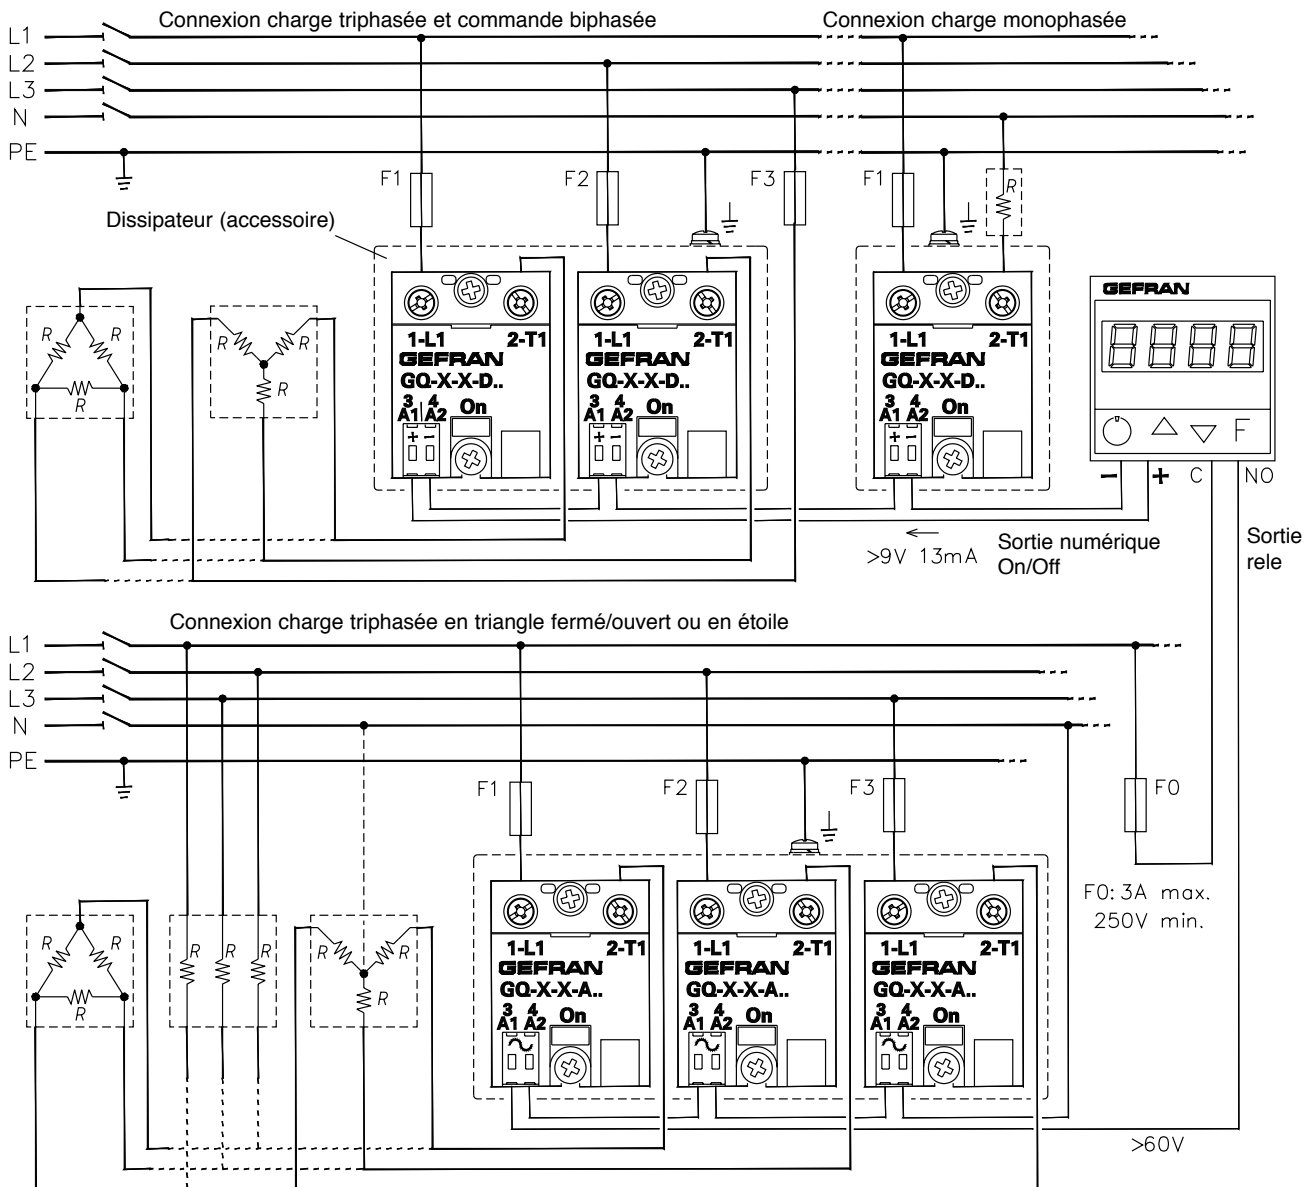 Connexion charge triphasée et commande biphasée
Connexion charge monophasée
L1
L2
L3
N
PE
F1
F2
F3
F1
R
Dissipateur (accessoire)
R
R
R
R
R
R
1-L1 2-T1
GEFRAN
GQ-X-X-D..
3 4
A1 A2 On
+ −
1-L1 2-T1
GEFRAN
GQ-X-X-D..
3 4
A1 A2 On
+ −
1-L1 2-T1
GEFRAN
GQ-X-X-D..
3 4
A1 A2 On
+ −
GEFRAN
8888
F
− + C NO
>9V 13mA
Sortie numérique
On/Off
Sortie
rele
Connexion charge triphasée en triangle fermé/ouvert ou en étoile
L1
L2
L3
N
PE
F1
F2
F3
F0
F0: 3A max.
250V min.
R
R
R
R
R
R
R
R
R
1-L1 2-T1
GEFRAN
GQ-X-X-A..
3 4
A1 A2 On
1-L1 2-T1
GEFRAN
GQ-X-X-A..
3 4
A1 A2 On
1-L1 2-T1
GEFRAN
GQ-X-X-A..
3 4
A1 A2 On
>60V